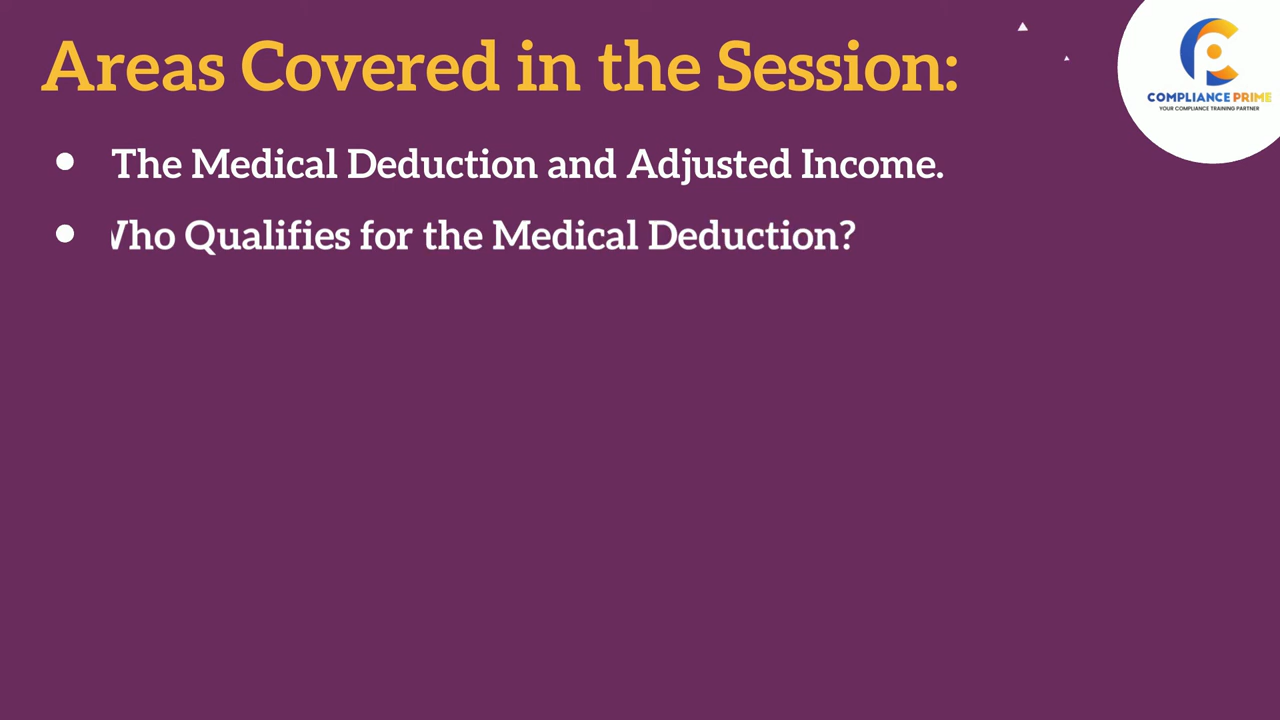 Areas Covered in the Session:
COMPLIANCE PRIME
YOUR COMPLIANCE TRAINING PARTNER
• The Medical Deduction and Adjusted Income.
• Who Qualifies for the Medical Deduction?